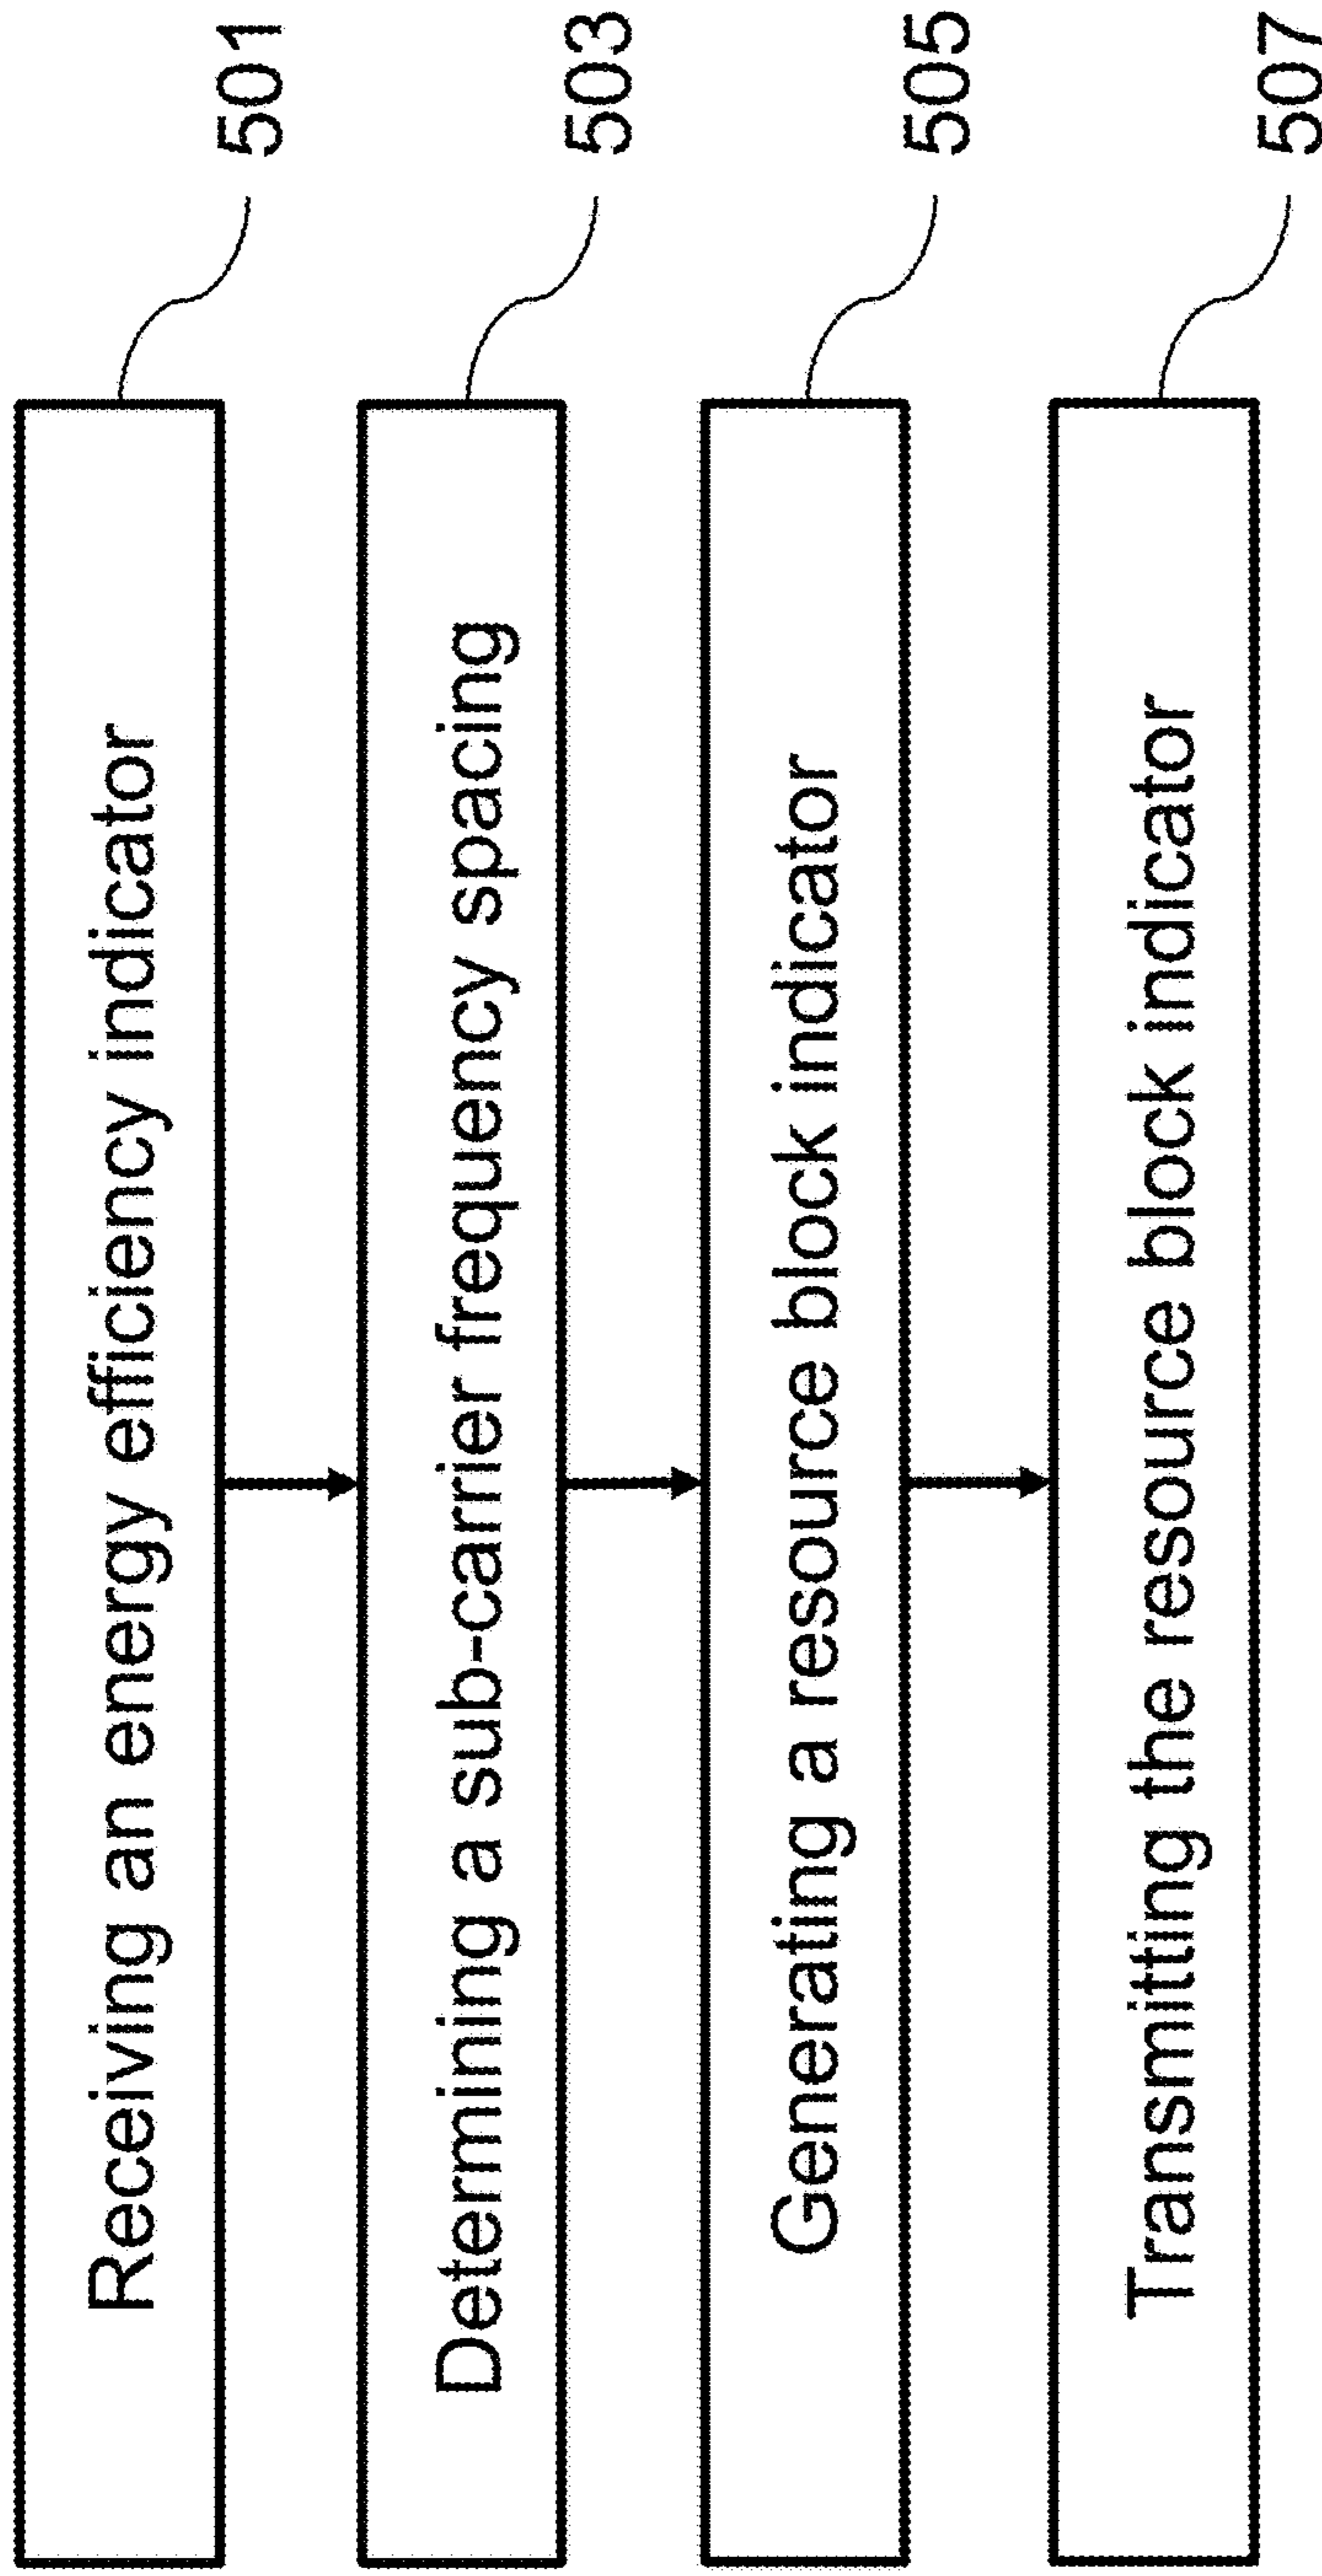 Receiving an energy efficiency indicator
501
Determining a sub-carrier frequency spacing
503
Generating a resource block indicator
505
Transmitting the resource block indicator
507